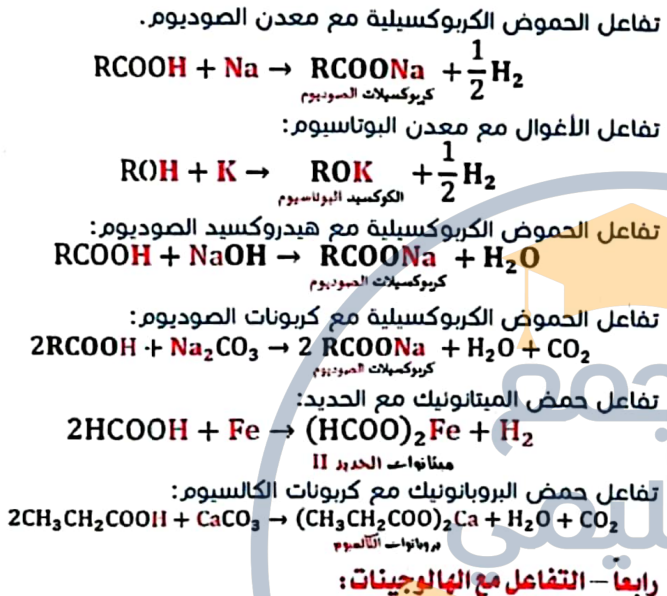 تفاعل الحموض الكربوكسيلية مع معدن الصوديوم.
RCOOH + Na → RCOONa + 1/2 H₂
كربوكسيلات الصوديوم
تفاعل الأغوال مع معدن البوتاسيوم:
ROH + K → ROK + 1/2 H₂
الكوكسيد البوتاسيوم
تفاعل الحموض الكربوكسيلية مع هيدروكسيد الصوديوم:
RCOOH + NaOH → RCOONa + H₂O
كربوكسيلات الصوديوم
تفاعل الحموض الكربوكسيلية مع كربونات الصوديوم:
2RCOOH + Na₂CO₃ → 2 RCOONa + H₂O + CO₂
كربوكسيلات الصوديوم
تفاعل حمض الميتانونيك مع الحديد:
2HCOOH + Fe → (HCOO)₂Fe + H₂
ميتانوات الحديد II
تفاعل حمض البروبانونيك مع كربونات الكالسيوم:
2CH₃CH₂COOH + CaCO₃ → (CH₃CH₂COO)₂Ca + H₂O + CO₂
بروبانوات الكالسيوم
رابعاً – التفاعل مع الهالوجينات: